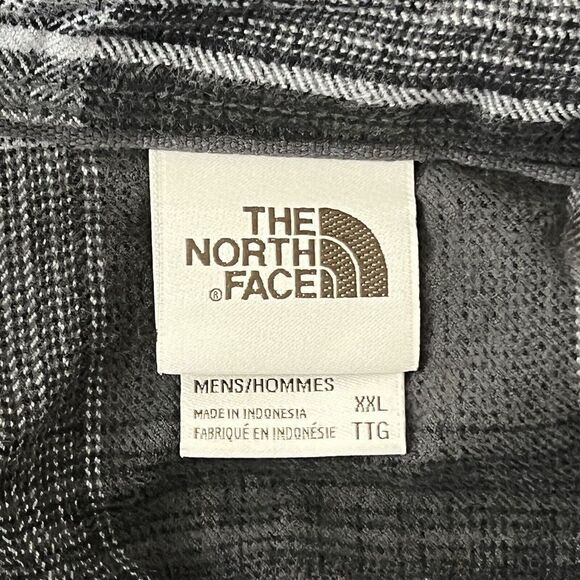 THE
NORTH
® FACE
MENS/HOMMES
MADE IN INDONESIA XXL
FABRIQUÉ EN INDONÉSIE TTG